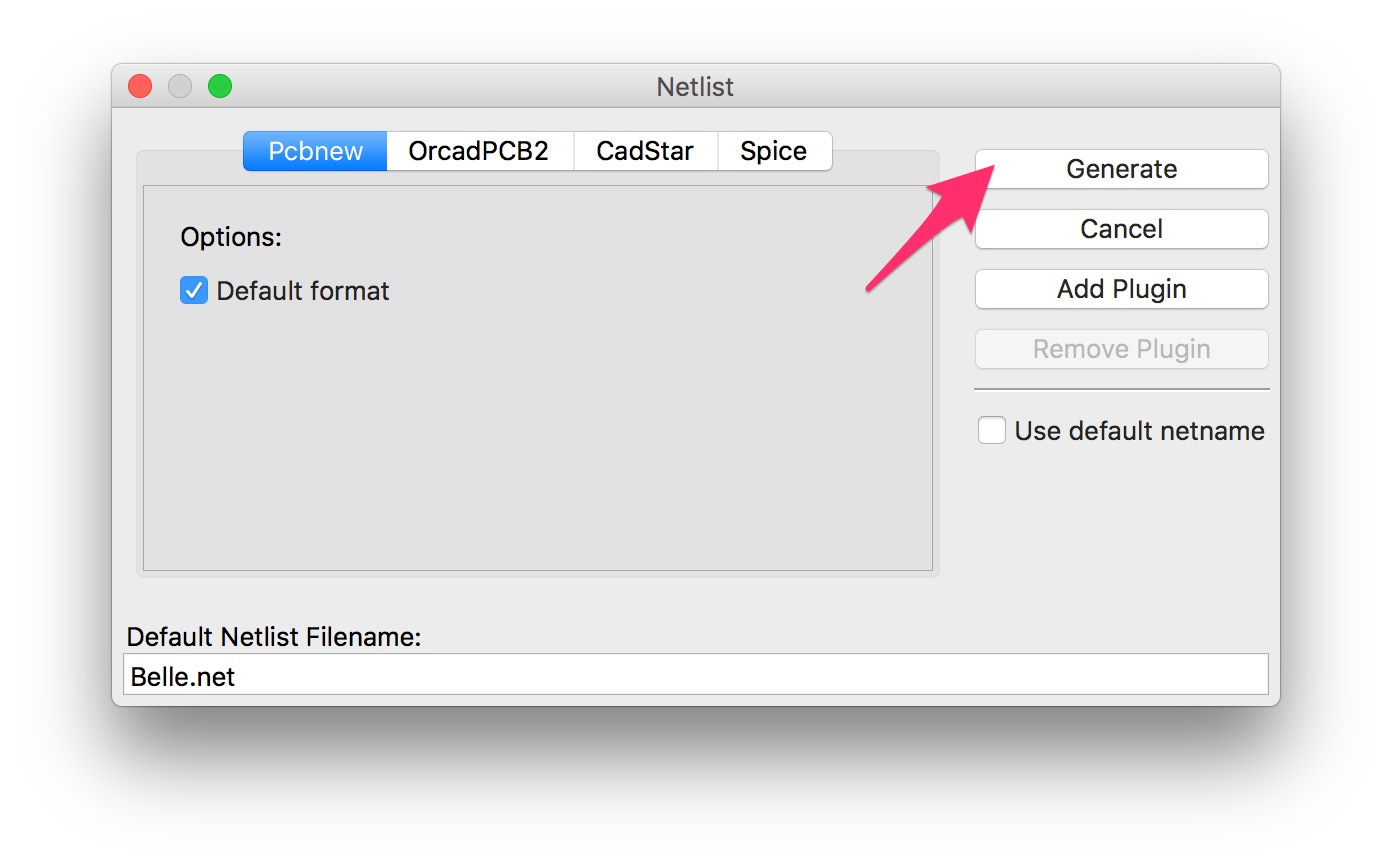 Netlist
Pcbnew OrcadPCB2 CadStar Spice
Generate
Options:
Cancel
Default format
Add Plugin
Remove Plugin
Use default netname
Default Netlist Filename:
Belle.net